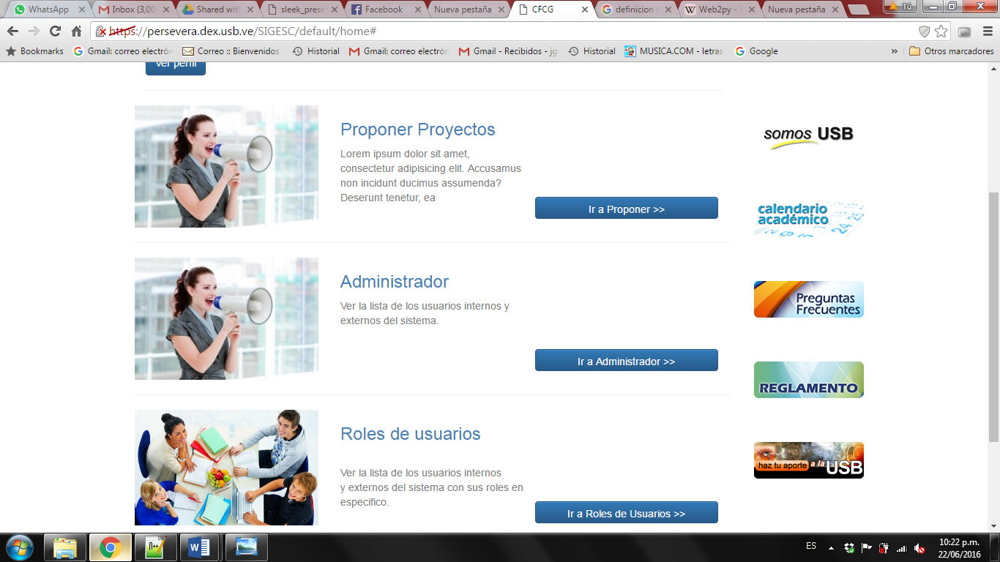 WhatsApp
Inbox (3,00
Shared with
sleek_prese
Facebook
Nueva pestaña
CFCG
definicion d
Web2py -
Nueva pestaña
Tú
https://persevera.dex.usb.ve/SIGESC/default/home#
Bookmarks
Gmail: correo electrón
Correo :: Bienvenidos
Historial
Gmail: correo electrón
Gmail - Recibidos - jg
Historial
MUSICA.COM - letras
Google
»
Otros marcadores
Ver perfil
Proponer Proyectos
Lorem ipsum dolor sit amet,
consectetur adipisicing elit. Accusamus
non incidunt ducimus assumenda?
Deserunt tenetur, ea
Ir a Proponer >>
Administrador
Ver la lista de los usuarios internos y
externos del sistema.
Ir a Administrador >>
Roles de usuarios
Ver la lista de los usuarios internos
y externos del sistema con sus roles en
especifico.
Ir a Roles de Usuarios >>
somos USB
calendario
académico
Preguntas
Frecuentes
REGLAMENTO
haz tu aporte a la USB
ES
10:22 p.m.
22/06/2016